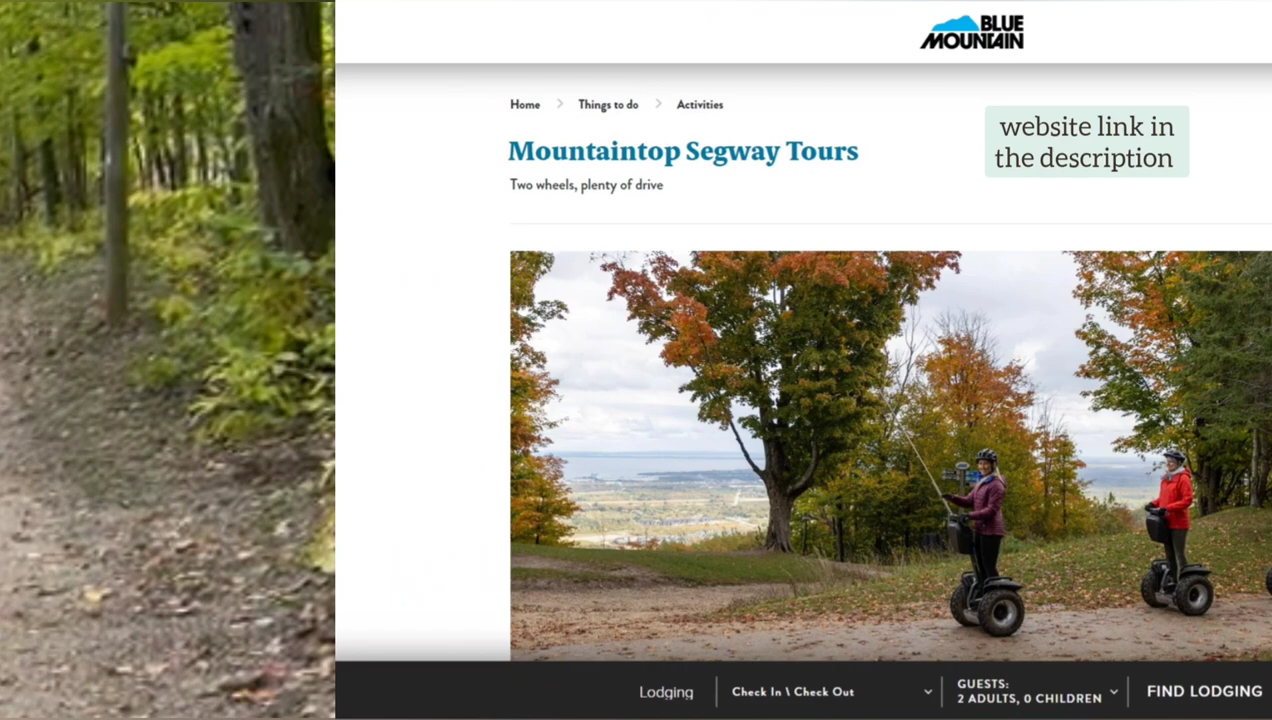 BLUE
MOUNTAIN
Home > Things to do > Activities
website link in
the description
Mountaintop Segway Tours
Two wheels, plenty of drive
Lodging
Check In \ Check Out
GUESTS:
2 ADULTS, 0 CHILDREN
FIND LODGING